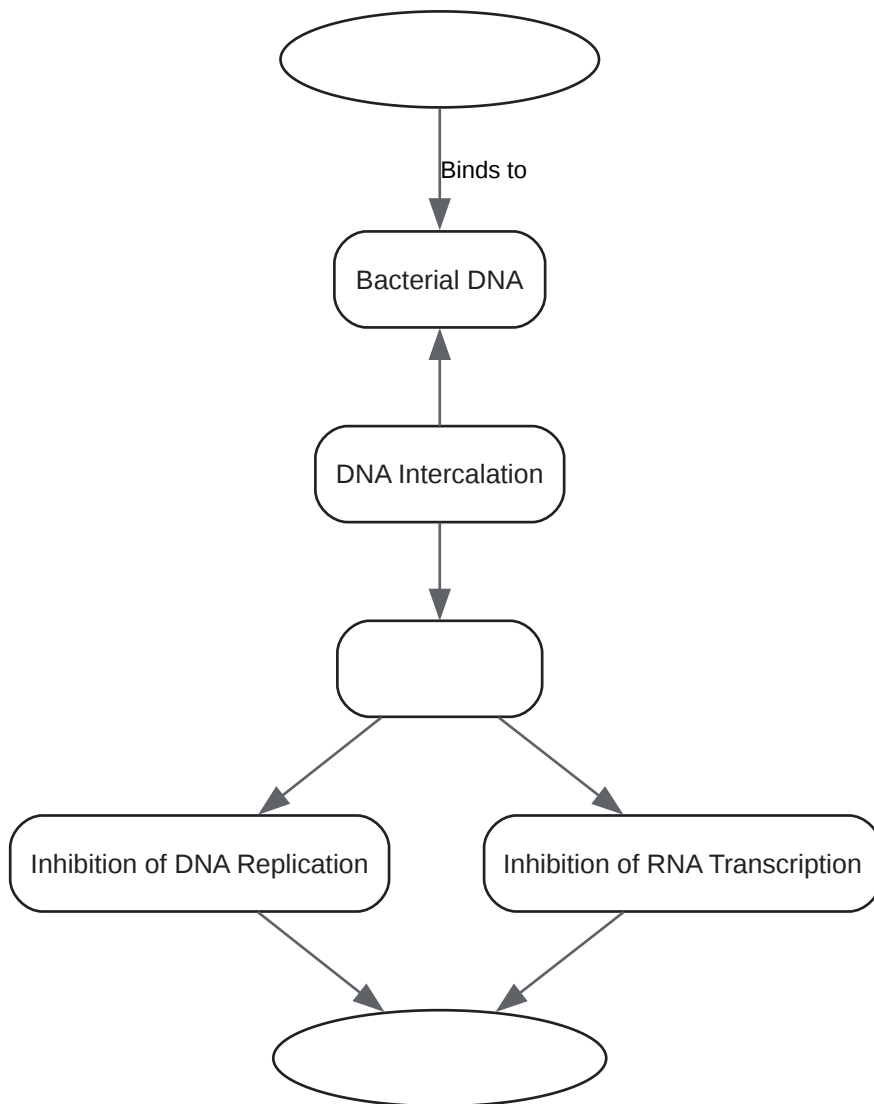 Binds to
Bacterial DNA
DNA Intercalation
Inhibition of DNA Replication
Inhibition of RNA Transcription